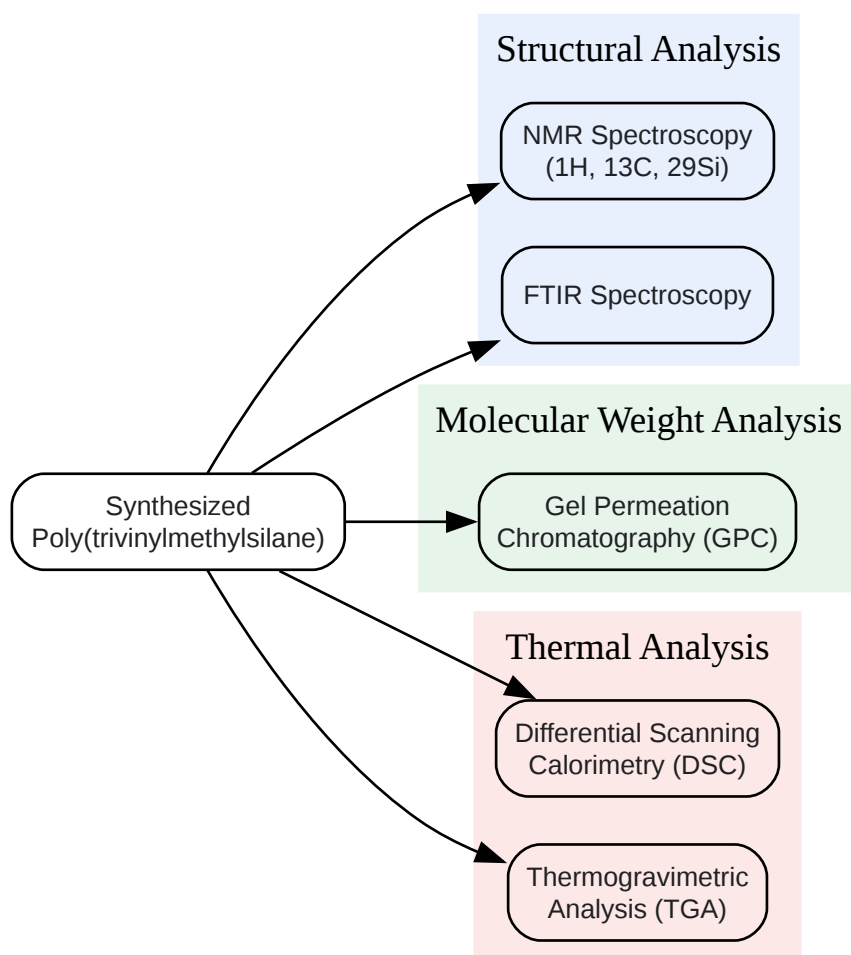 Structural Analysis
NMR Spectroscopy
(1H, 13C, 29Si)
FTIR Spectroscopy
Molecular Weight Analysis
Synthesized
Poly(trivinylmethylsilane)
Gel Permeation
Chromatography (GPC)
Thermal Analysis
Differential Scanning
Calorimetry (DSC)
Thermogravimetric
Analysis (TGA)